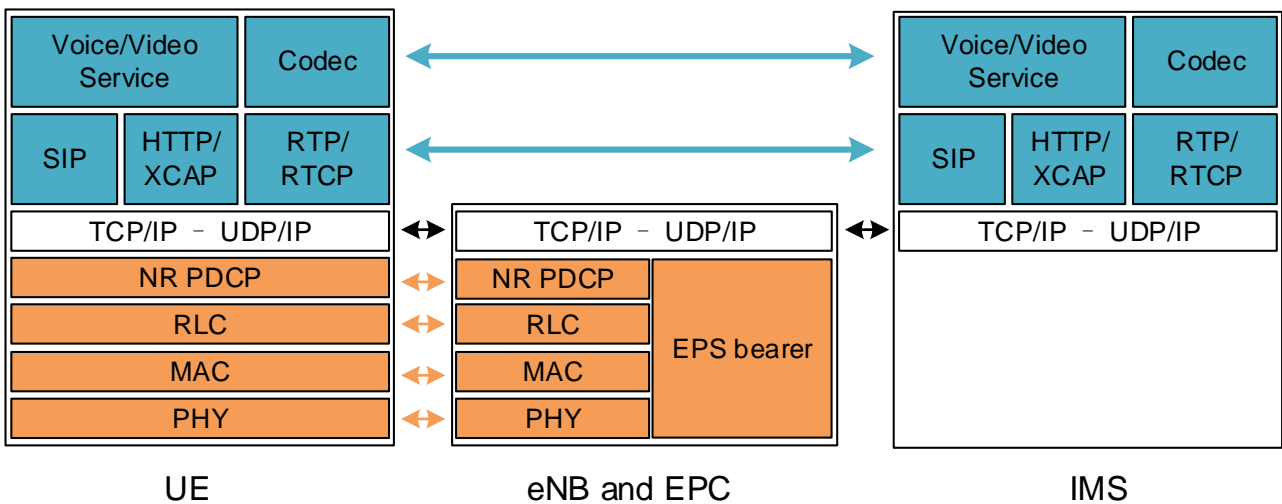 Voice/Video
Service
Codec
SIP
HTTP/
XCAP
RTP/
RTCP
TCP/IP – UDP/IP
NR PDCP
RLC
MAC
PHY
UE
TCP/IP – UDP/IP
NR PDCP
RLC
MAC
PHY
EPS bearer
eNB and EPC
Voice/Video
Service
Codec
SIP
HTTP/
XCAP
RTP/
RTCP
TCP/IP – UDP/IP
IMS